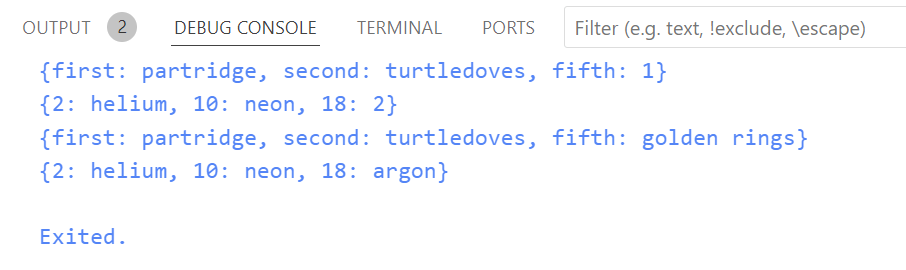 OUTPUT 2 DEBUG CONSOLE TERMINAL PORTS Filter (e.g. text, !exclude, \escape)
{first: partridge, second: turtledoves, fifth: 1}
{2: helium, 10: neon, 18: 2}
{first: partridge, second: turtledoves, fifth: golden rings}
{2: helium, 10: neon, 18: argon}
Exited.